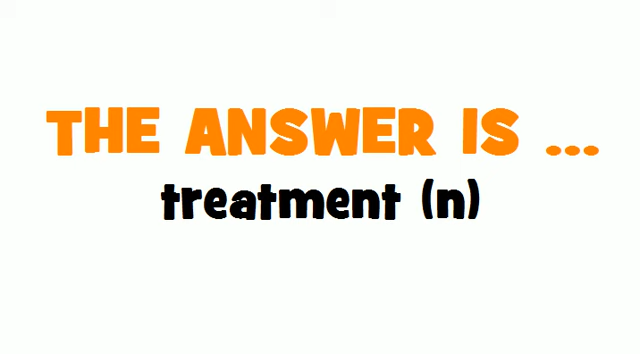 THE ANSWER IS ...
treatment (n)